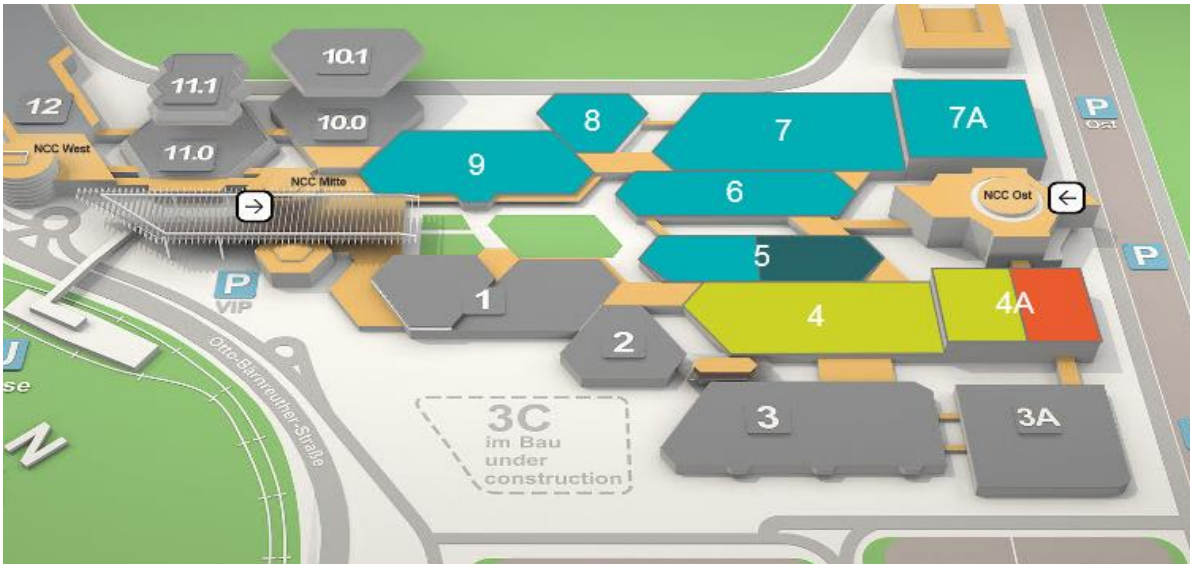 10.1
11.1
12
10.0
11.0
NCC West
NCC Mitte
9
8
7
7A
P
Ost
6
NCC Ost
5
P
P
VIP
1
4
4A
2
Otto-Bärnreuther-Straße
U
se
N
3C
im Bau
under
construction
3
3A